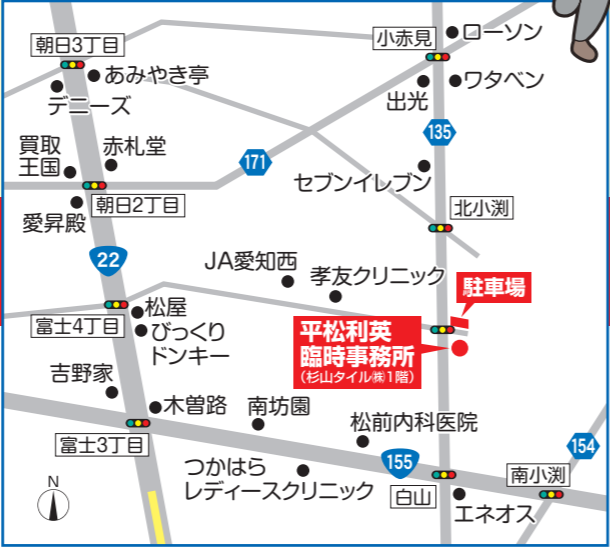 朝日3丁目
あみやき亭
デニーズ
小赤見
ローソン
出光
ワタベン
135
買取
王国
赤札堂
171
セブンイレブン
朝日2丁目
愛昇殿
北小渕
22
JA愛知西
孝友クリニック
駐車場
富士4丁目
松屋
びっくり
ドンキー
平松利英
臨時事務所
(杉山タイル㈱1階)
吉野家
木曽路
南坊園
松前内科医院
富士3丁目
155
154
つかはら
レディースクリニック
白山
南小渕
エネオス
N